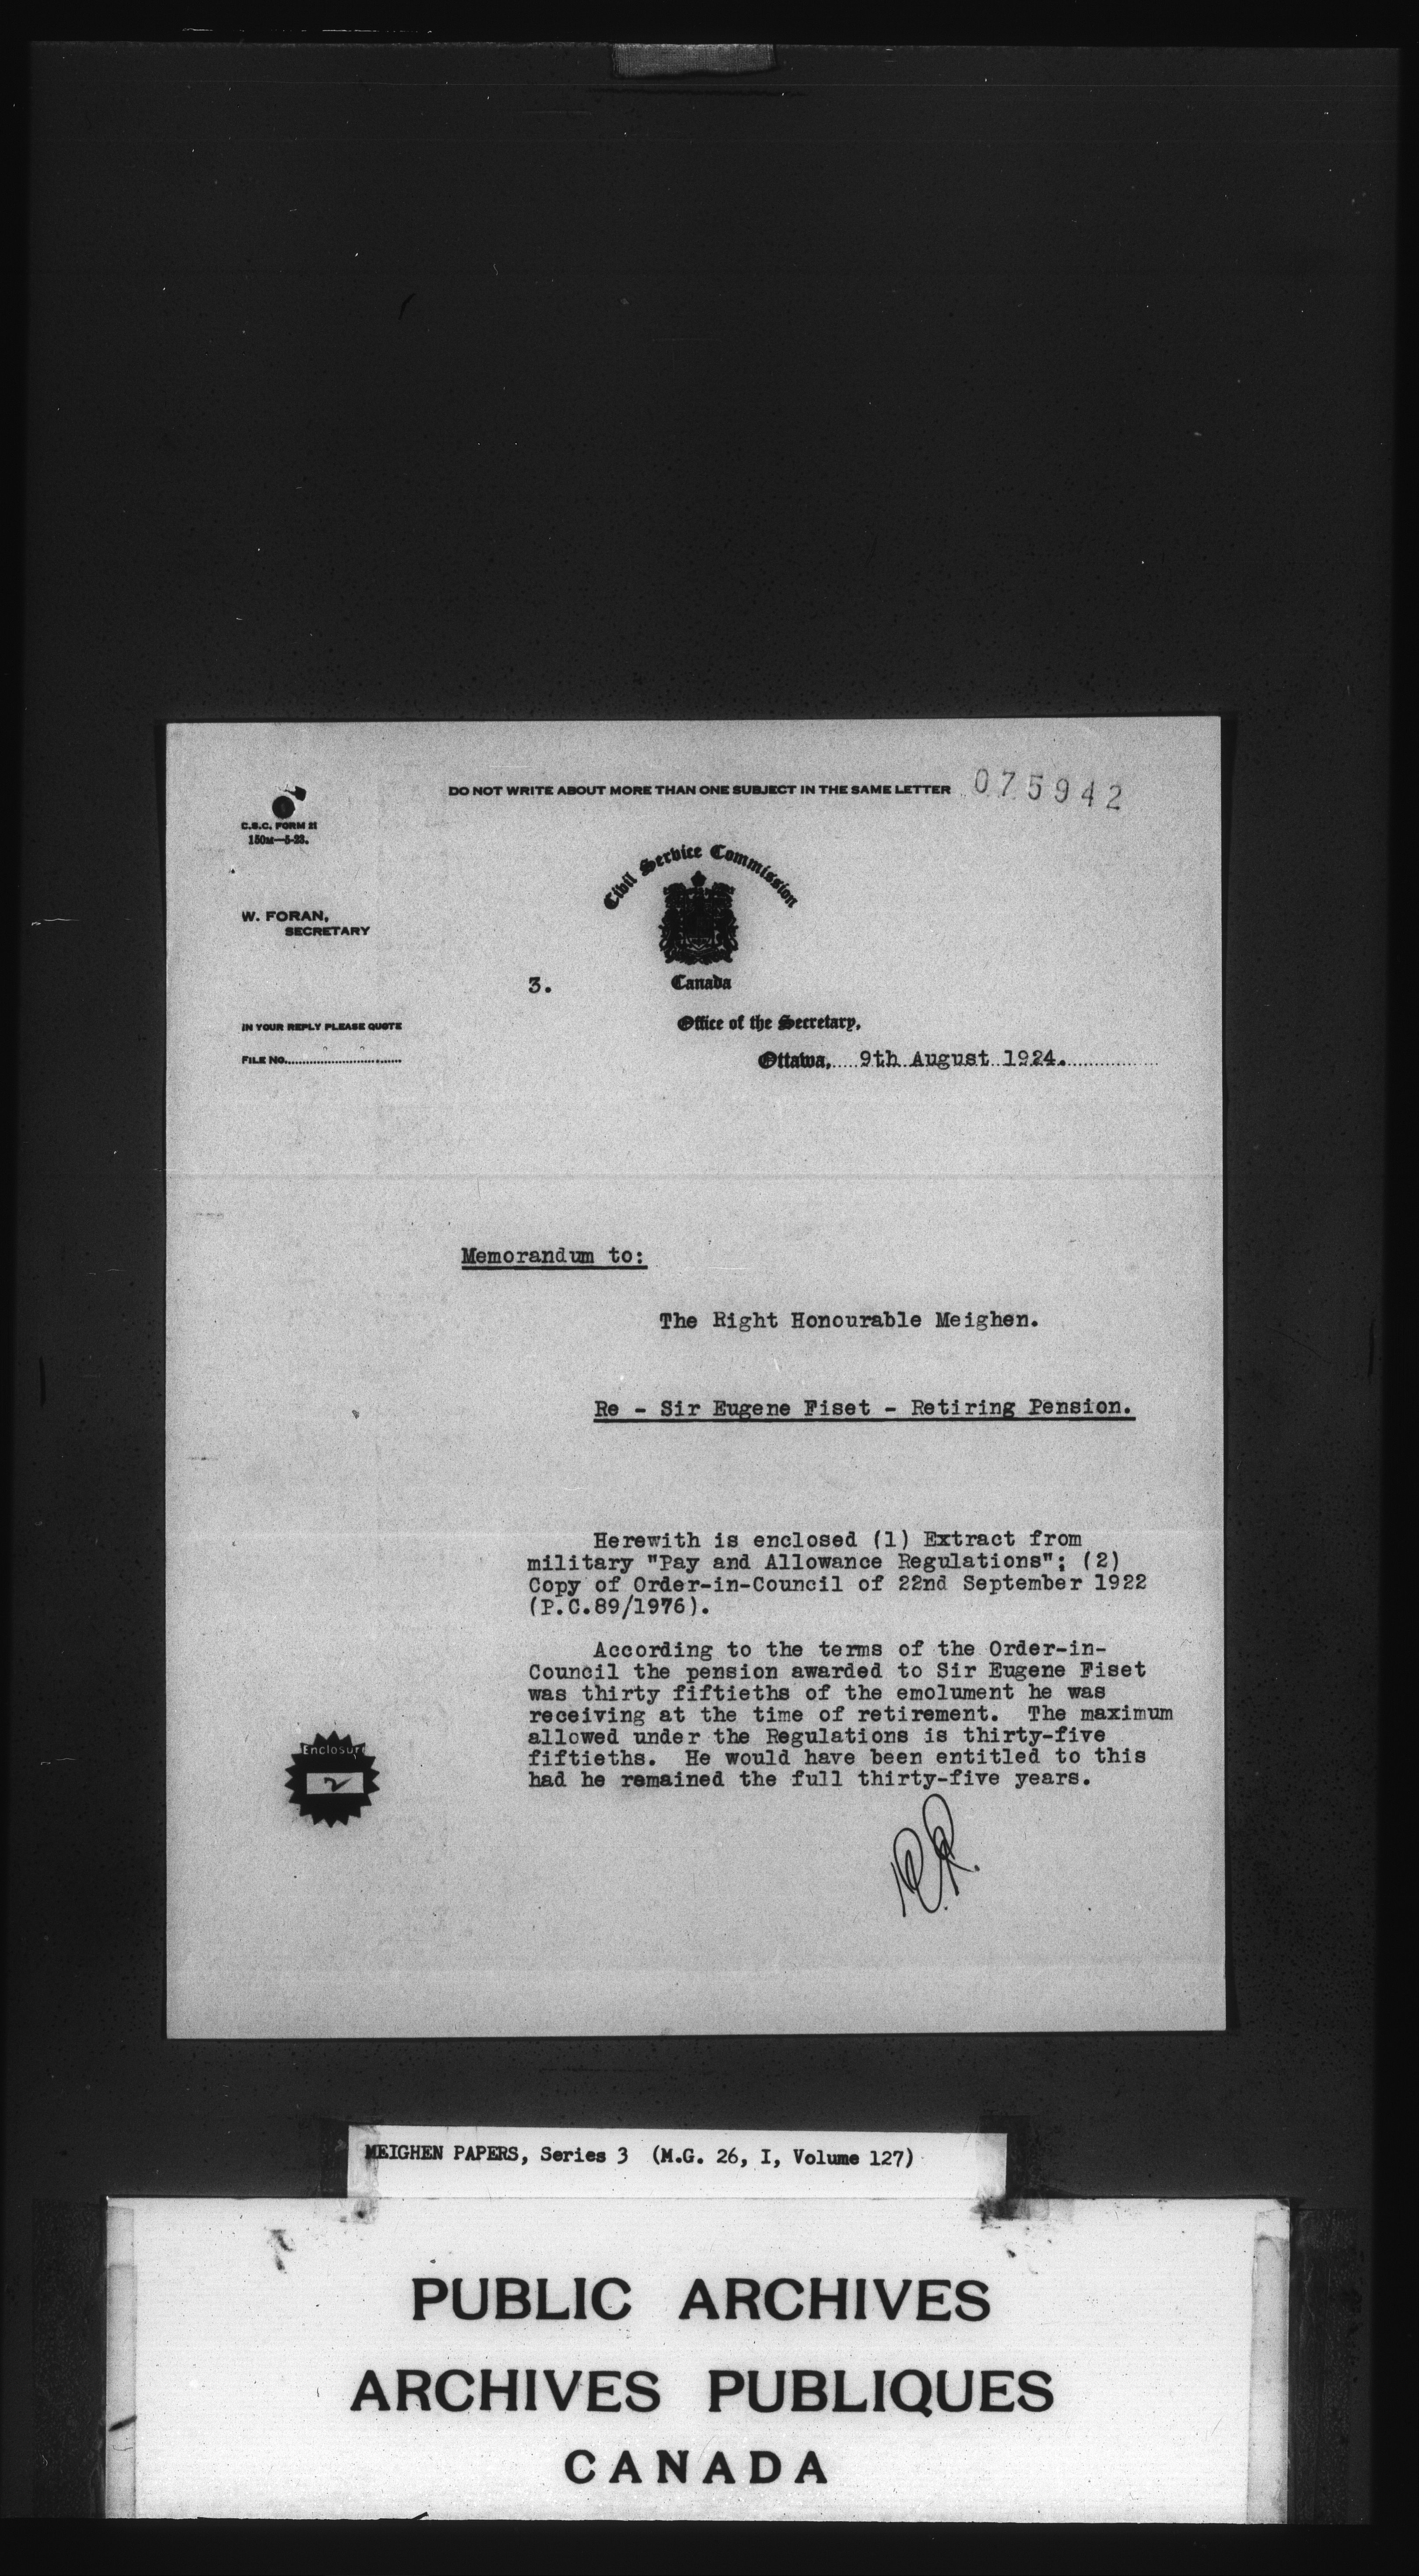 DO NOT WRITE ABOUT MORE THAN ONE SUBJECT IN THE SAME LETTER 075942
C.S.C. FORM 21
150M—5-23.
Civil Service Commission
W. FORAN,
SECRETARY
3.
Canada
IN YOUR REPLY PLEASE QUOTE
Office of the Secretary,
FILE No.
Ottawa, 9th August 1924.
Memorandum to:
The Right Honourable Meighen.
Re - Sir Eugene Fiset - Retiring Pension.
Herewith is enclosed (1) Extract from
military "Pay and Allowance Regulations"; (2)
Copy of Order-in-Council of 22nd September 1922
(P.C.89/1976).
According to the terms of the Order-in-
Council the pension awarded to Sir Eugene Fiset
was thirty fiftieths of the emolument he was
receiving at the time of retirement. The maximum
allowed under the Regulations is thirty-five
fiftieths. He would have been entitled to this
had he remained the full thirty-five years.
Enclosure
2
MEIGHEN PAPERS, Series 3 (M.G. 26, I, Volume 127)
PUBLIC ARCHIVES
ARCHIVES PUBLIQUES
CANADA